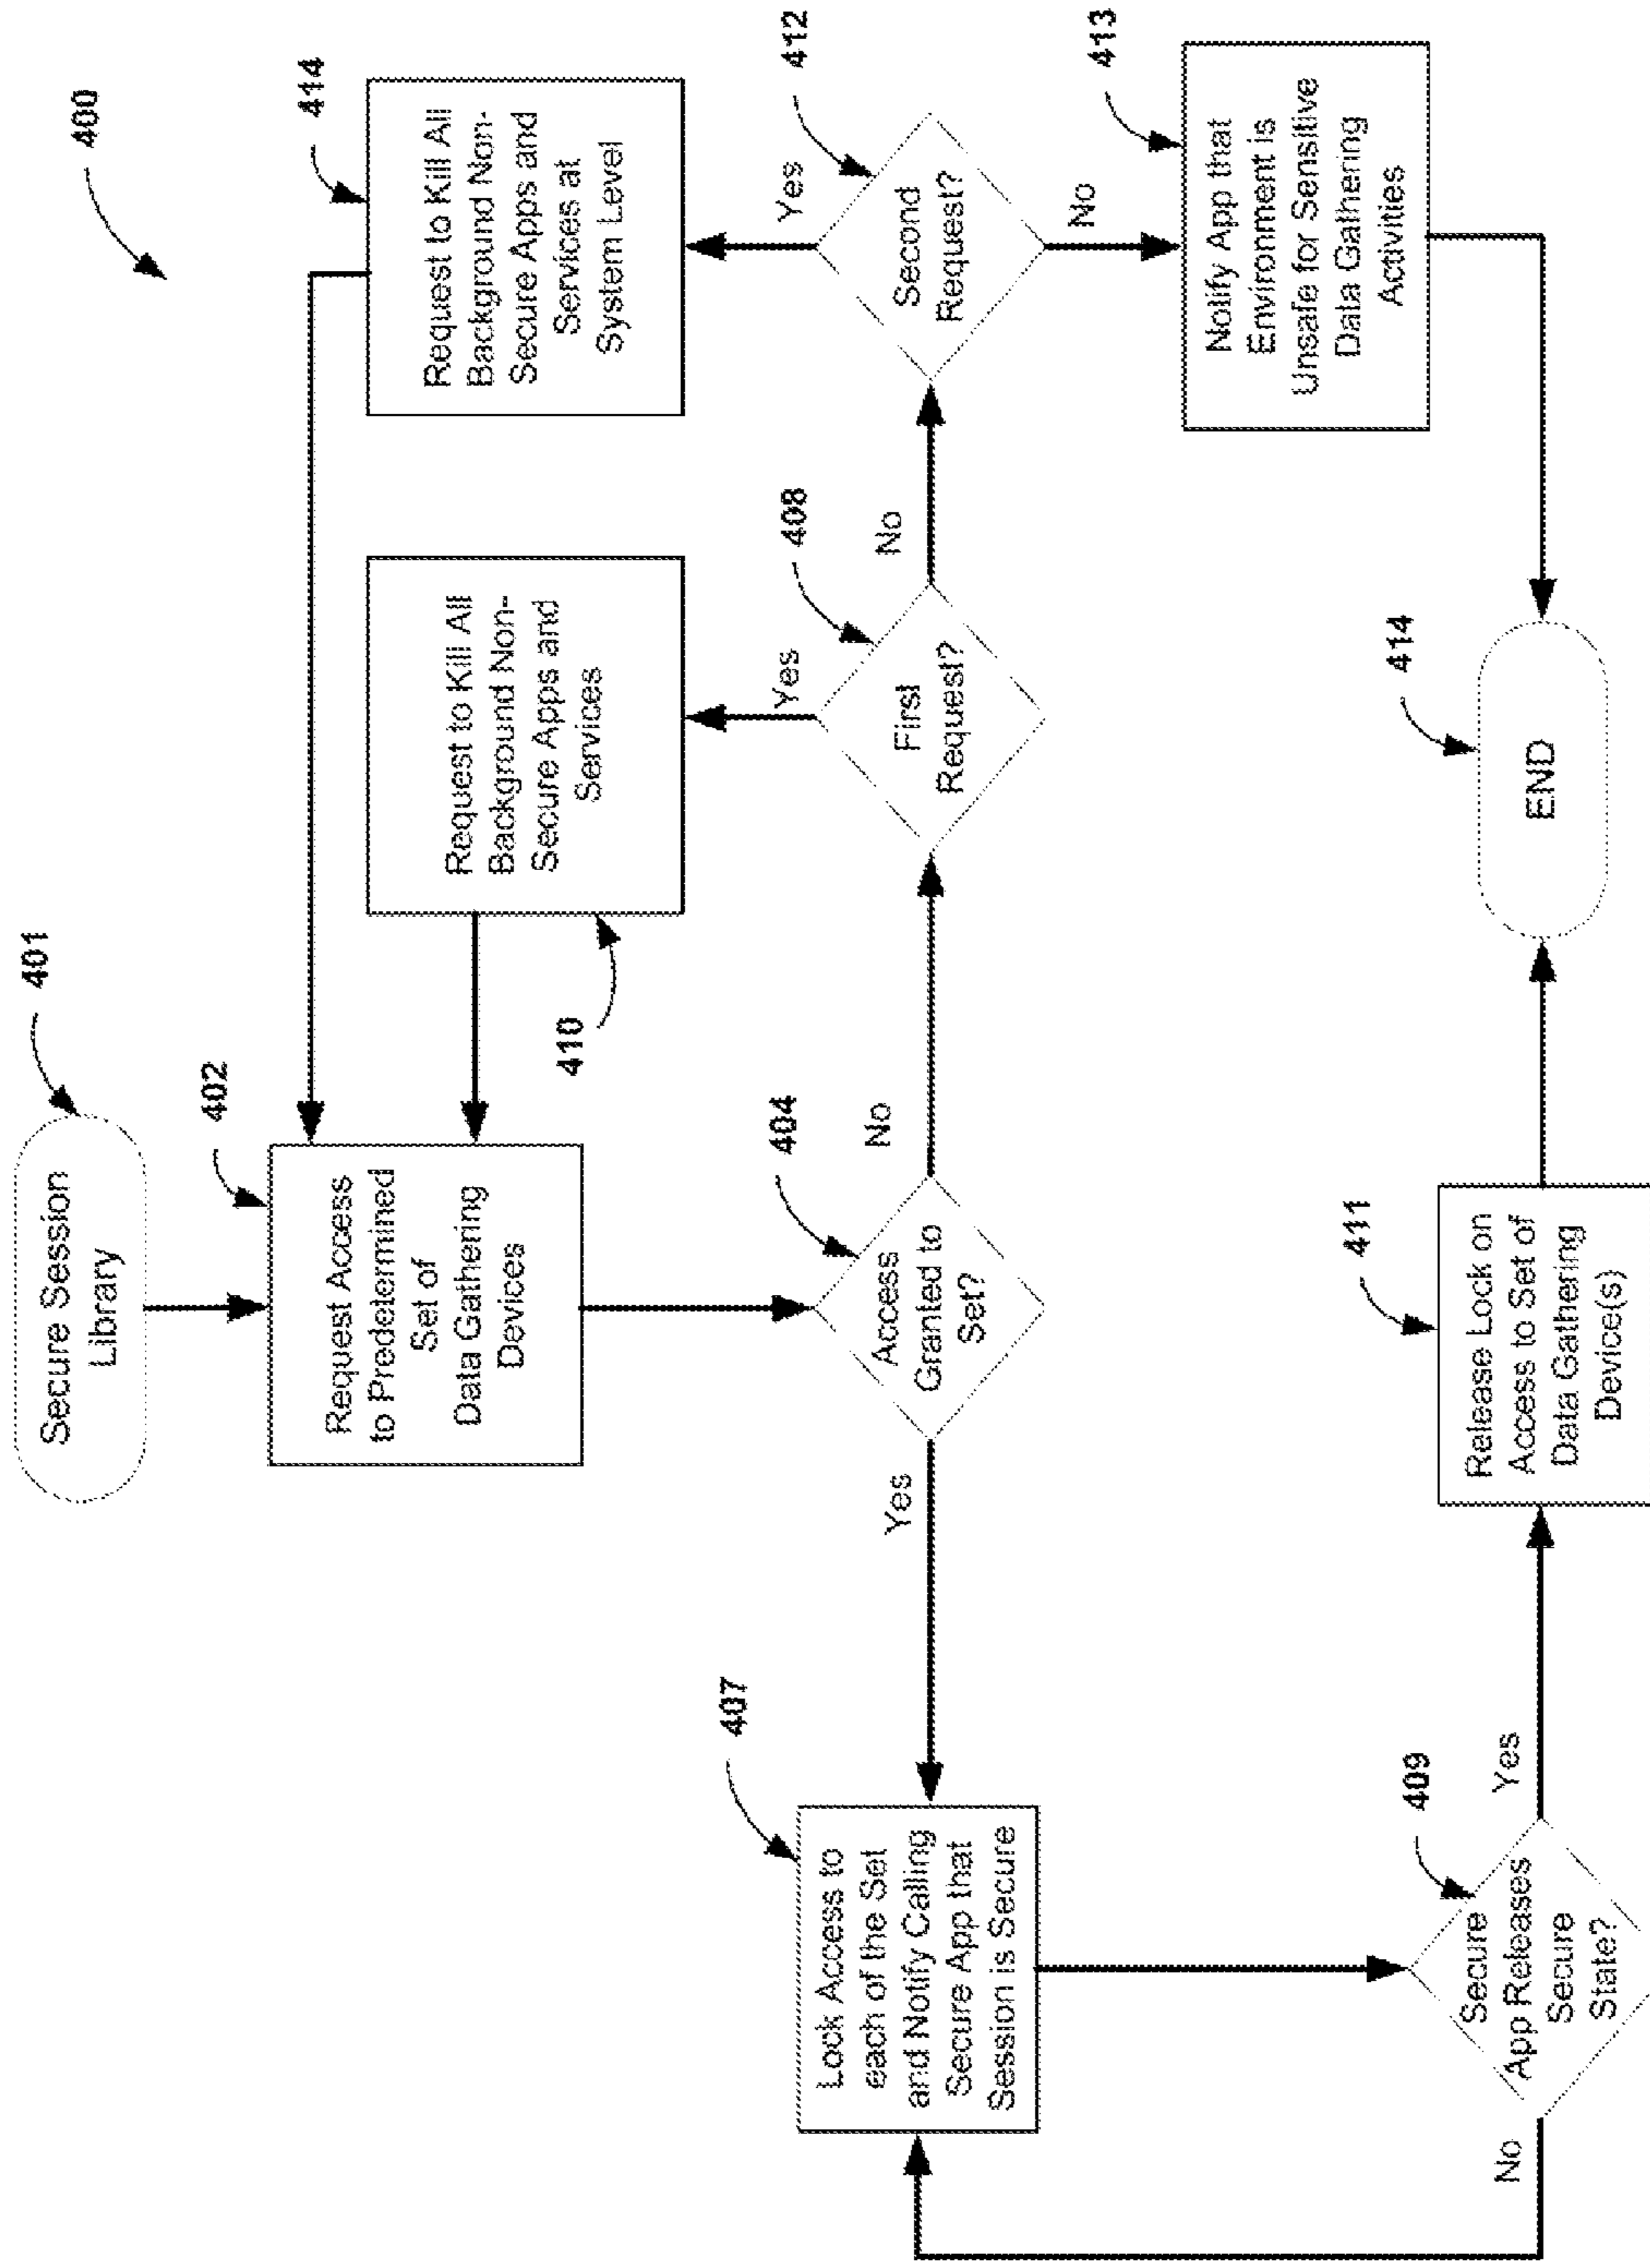 400
Secure Session
Library
401
Request Access
to Predetermined
Set of
Data Gathering
Devices
402
Request to Kill All
Background Non-
Secure Apps and
Services
410
Request to Kill All
Background Non-
Secure Apps and
Services at
System Level
414
Access
Granted to
Set?
404
Yes
No
First
Request?
408
Yes
No
Second
Request?
412
Yes
No
Lock Access to
each of the Set
and Notify Calling
Secure App that
Session is Secure
407
Notify App that
Environment is
Unsafe for Sensitive
Data Gathering
Activities
413
Secure
App Releases
Secure
State?
409
No
Yes
Release Lock on
Access to Set of
Data Gathering
Device(s)
411
END
414